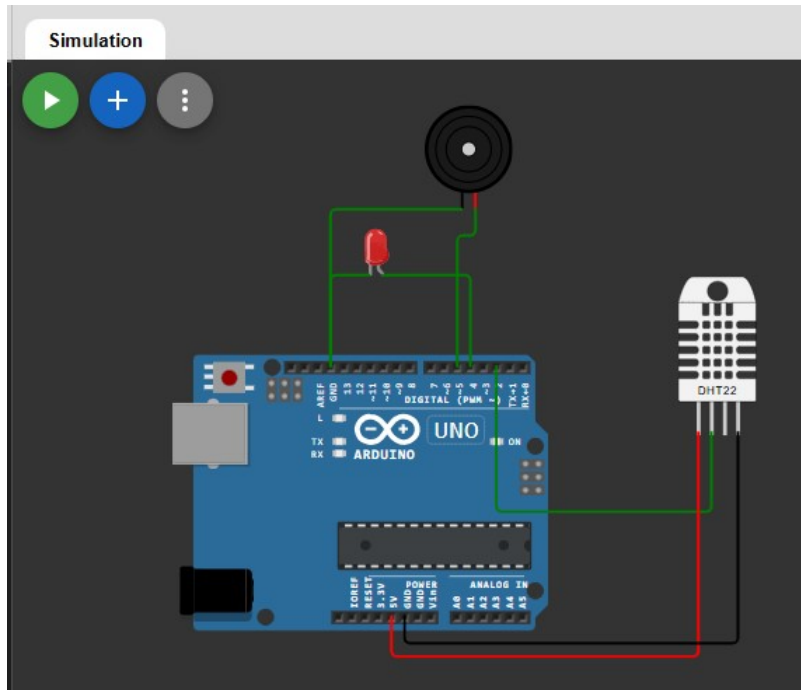 Simulation
DHT22
AREF
GND
13
12
~11
~10
~9
8
7
~6
~5
4
~3
2
TX→1
RX←0
DIGITAL (PWM ~)
L
TX
RX
UNO
ON
ARDUINO
IOREF
RESET
3.3V
5V
GND
GND
Vin
POWER
ANALOG IN
A0
A1
A2
A3
A4
A5